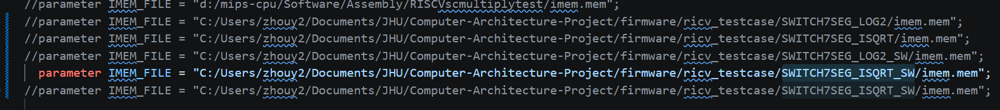 //parameter IMEM_FILE = "d:/mips-cpu/Software/Assembly/RISCVscmultiplytest/imem.mem";
//parameter IMEM_FILE = "C:/Users/zhouy2/Documents/JHU/Computer-Architecture-Project/firmware/ricv_testcase/SWITCH7SEG_LOG2/imem.mem";
//parameter IMEM_FILE = "C:/Users/zhouy2/Documents/JHU/Computer-Architecture-Project/firmware/ricv_testcase/SWITCH7SEG_ISQRT/imem.mem";
//parameter IMEM_FILE = "C:/Users/zhouy2/Documents/JHU/Computer-Architecture-Project/firmware/ricv_testcase/SWITCH7SEG_LOG2_SW/imem.mem";
parameter IMEM_FILE = "C:/Users/zhouy2/Documents/JHU/Computer-Architecture-Project/firmware/ricv_testcase/SWITCH7SEG_ISQRT_SW/imem.mem";
//parameter IMEM_FILE = "C:/Users/zhouy2/Documents/JHU/Computer-Architecture-Project/firmware/ricv_testcase/SWITCH7SEG_ISQRT_SW/imem.mem";